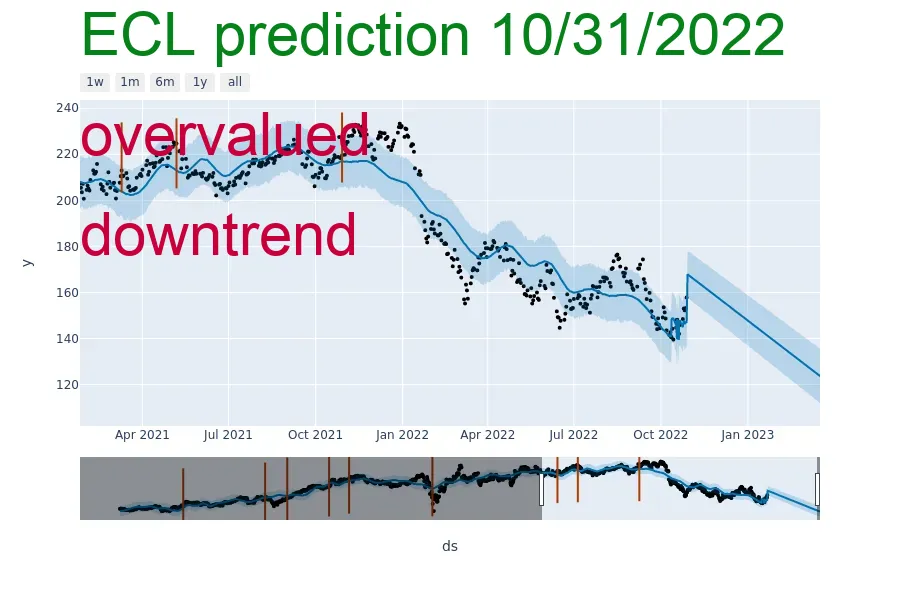 ECL prediction 10/31/2022
1w 1m 6m 1y all
240
overvalued
220
200
downtrend
180
y
160
140
120
Apr 2021 Jul 2021 Oct 2021 Jan 2022 Apr 2022 Jul 2022 Oct 2022 Jan 2023
ds